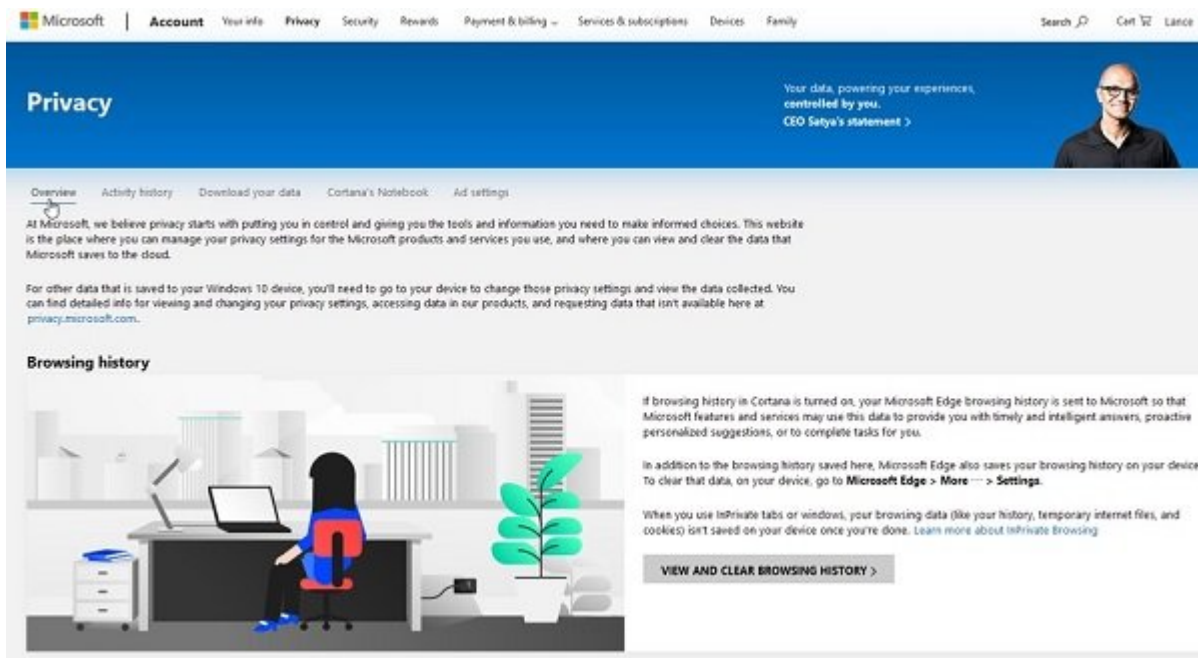 Microsoft | Account Your info Privacy Security Rewards Payment & billing Services & subscriptions Devices Family Search Cart Lance
Privacy
Your data, powering your experiences,
controlled by you.
CEO Satya's statement >
Overview Activity history Download your data Cortana's Notebook Ad settings
At Microsoft, we believe privacy starts with putting you in control and giving you the tools and information you need to make informed choices. This website
is the place where you can manage your privacy settings for the Microsoft products and services you use, and where you can view and clear the data that
Microsoft saves to the cloud.
For other data that is saved to your Windows 10 device, you'll need to go to your device to change those privacy settings and view the data collected. You
can find detailed info for viewing and changing your privacy settings, accessing data in our products, and requesting data that isn't available here at
privacy.microsoft.com.
Browsing history
If browsing history in Cortana is turned on, your Microsoft Edge browsing history is sent to Microsoft so that
Microsoft features and services may use this data to provide you with timely and intelligent answers, proactive
personalized suggestions, or to complete tasks for you.
In addition to the browsing history saved here, Microsoft Edge also saves your browsing history on your device
To clear that data, on your device, go to Microsoft Edge > More ··· > Settings.
When you use InPrivate tabs or windows, your browsing data (like your history, temporary internet files, and
cookies) isn't saved on your device once you're done. Learn more about InPrivate Browsing
VIEW AND CLEAR BROWSING HISTORY >